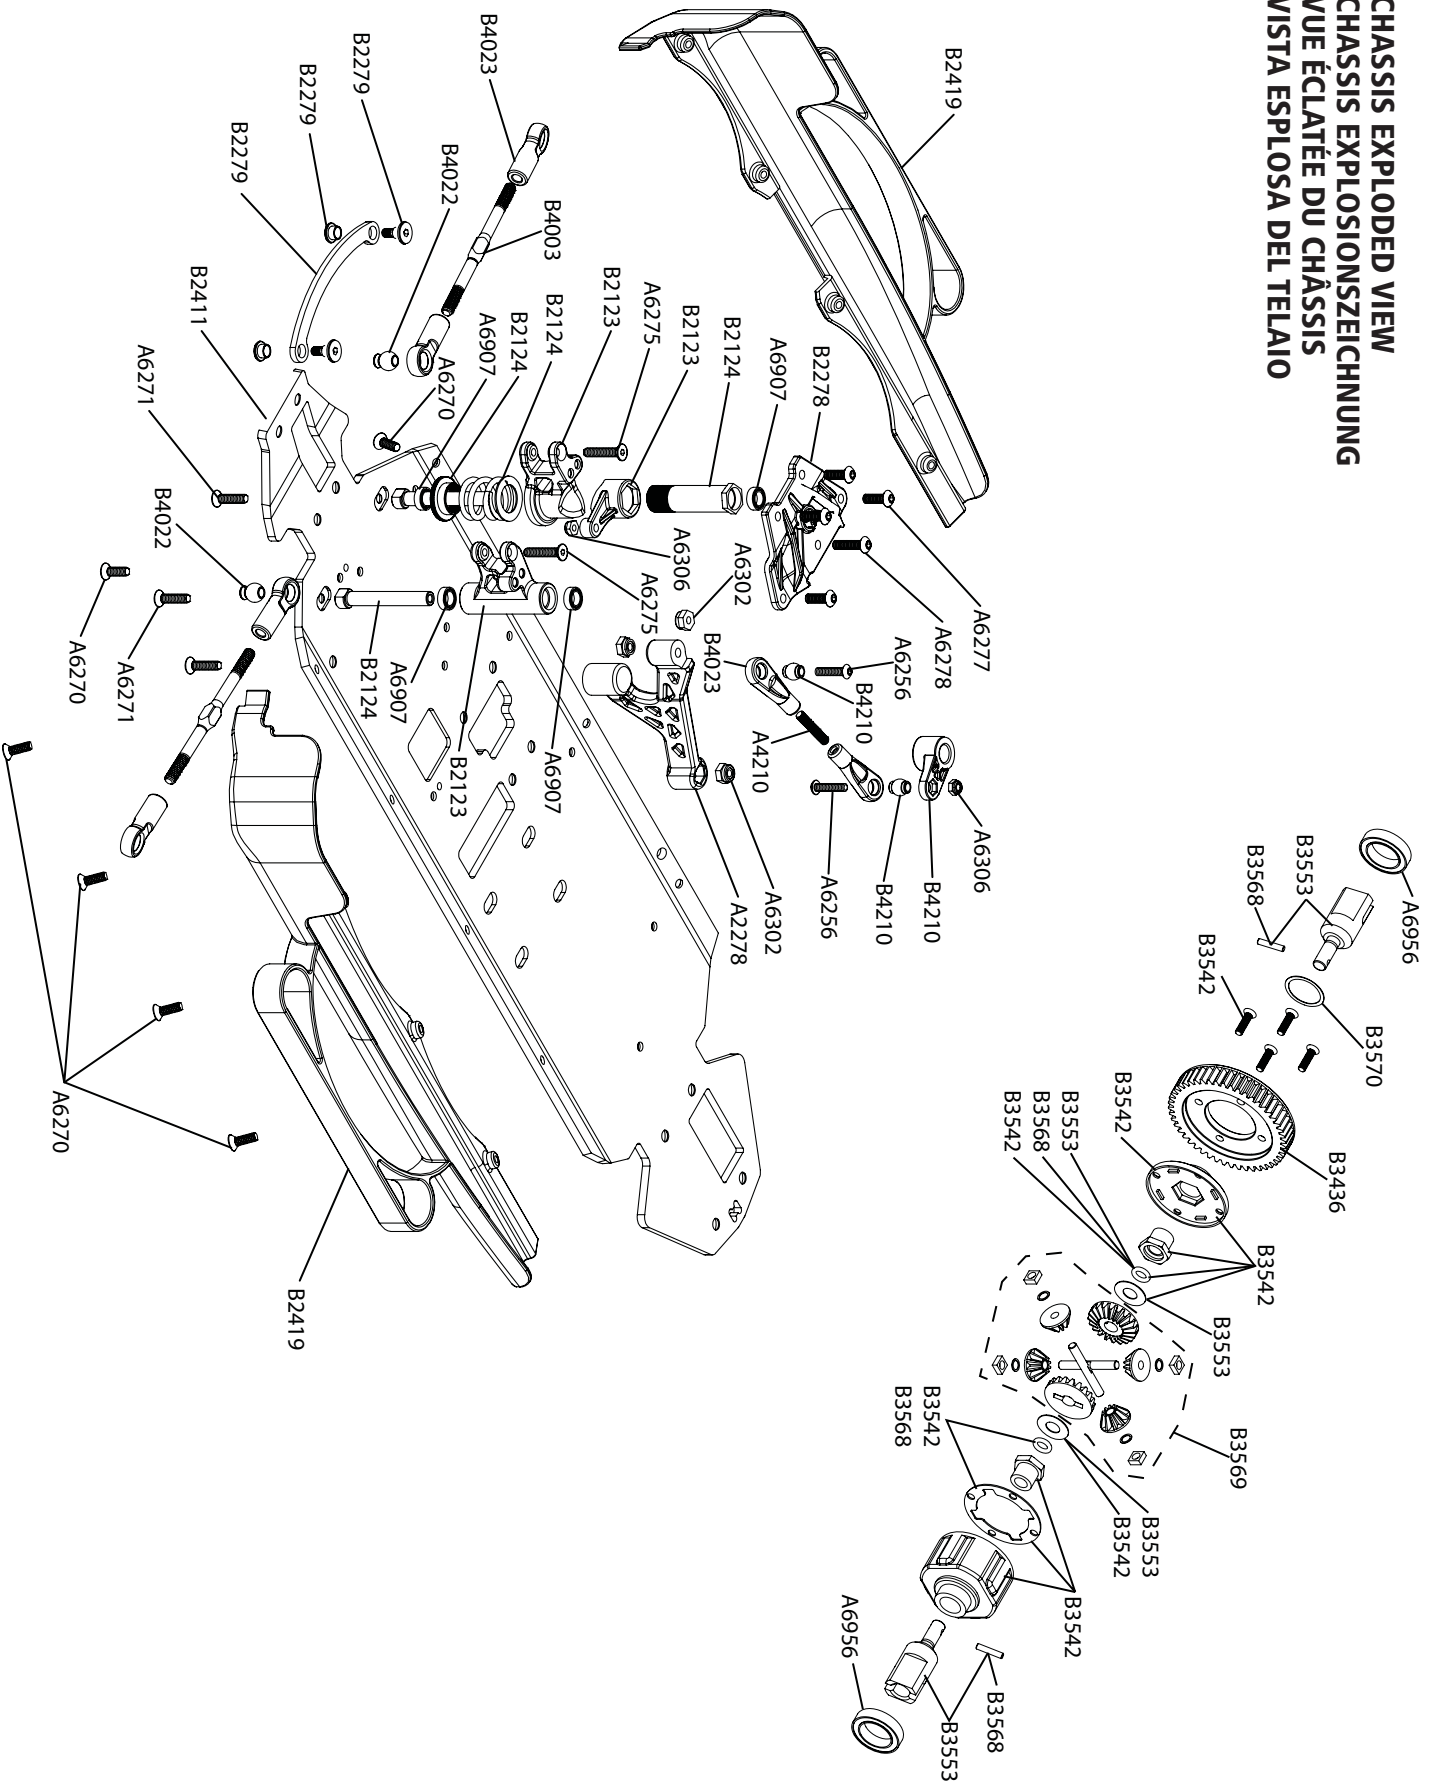 CHASSIS EXPLODED VIEW
CHASSIS EXPLOSIONSZEICHNUNG
VUE ÉCLATÉE DU CHÂSSIS
VISTA ESPLOSA DEL TELAIO
B2419
B4023
B2279
B2279
B2279
B4022
B4003
B2411
A6271
A6270
A6907
B2124
B2124
B2123
A6275
B2123
B2124
A6907
B2278
A6277
A6278
A6256
B4210
A6302
A6306
A6275
B4023
A4210
B4022
A6270
A6271
B2124
A6907
B2123
A6907
A2278
A6302
A6256
B4210
B4210
A6306
A6270
B2419
A6956
B3553
B3568
B3542
B3570
B3436
B3542
B3553
B3568
B3542
B3542
B3553
B3569
B3542
B3568
B3553
B3542
B3542
A6956
B3568
B3553